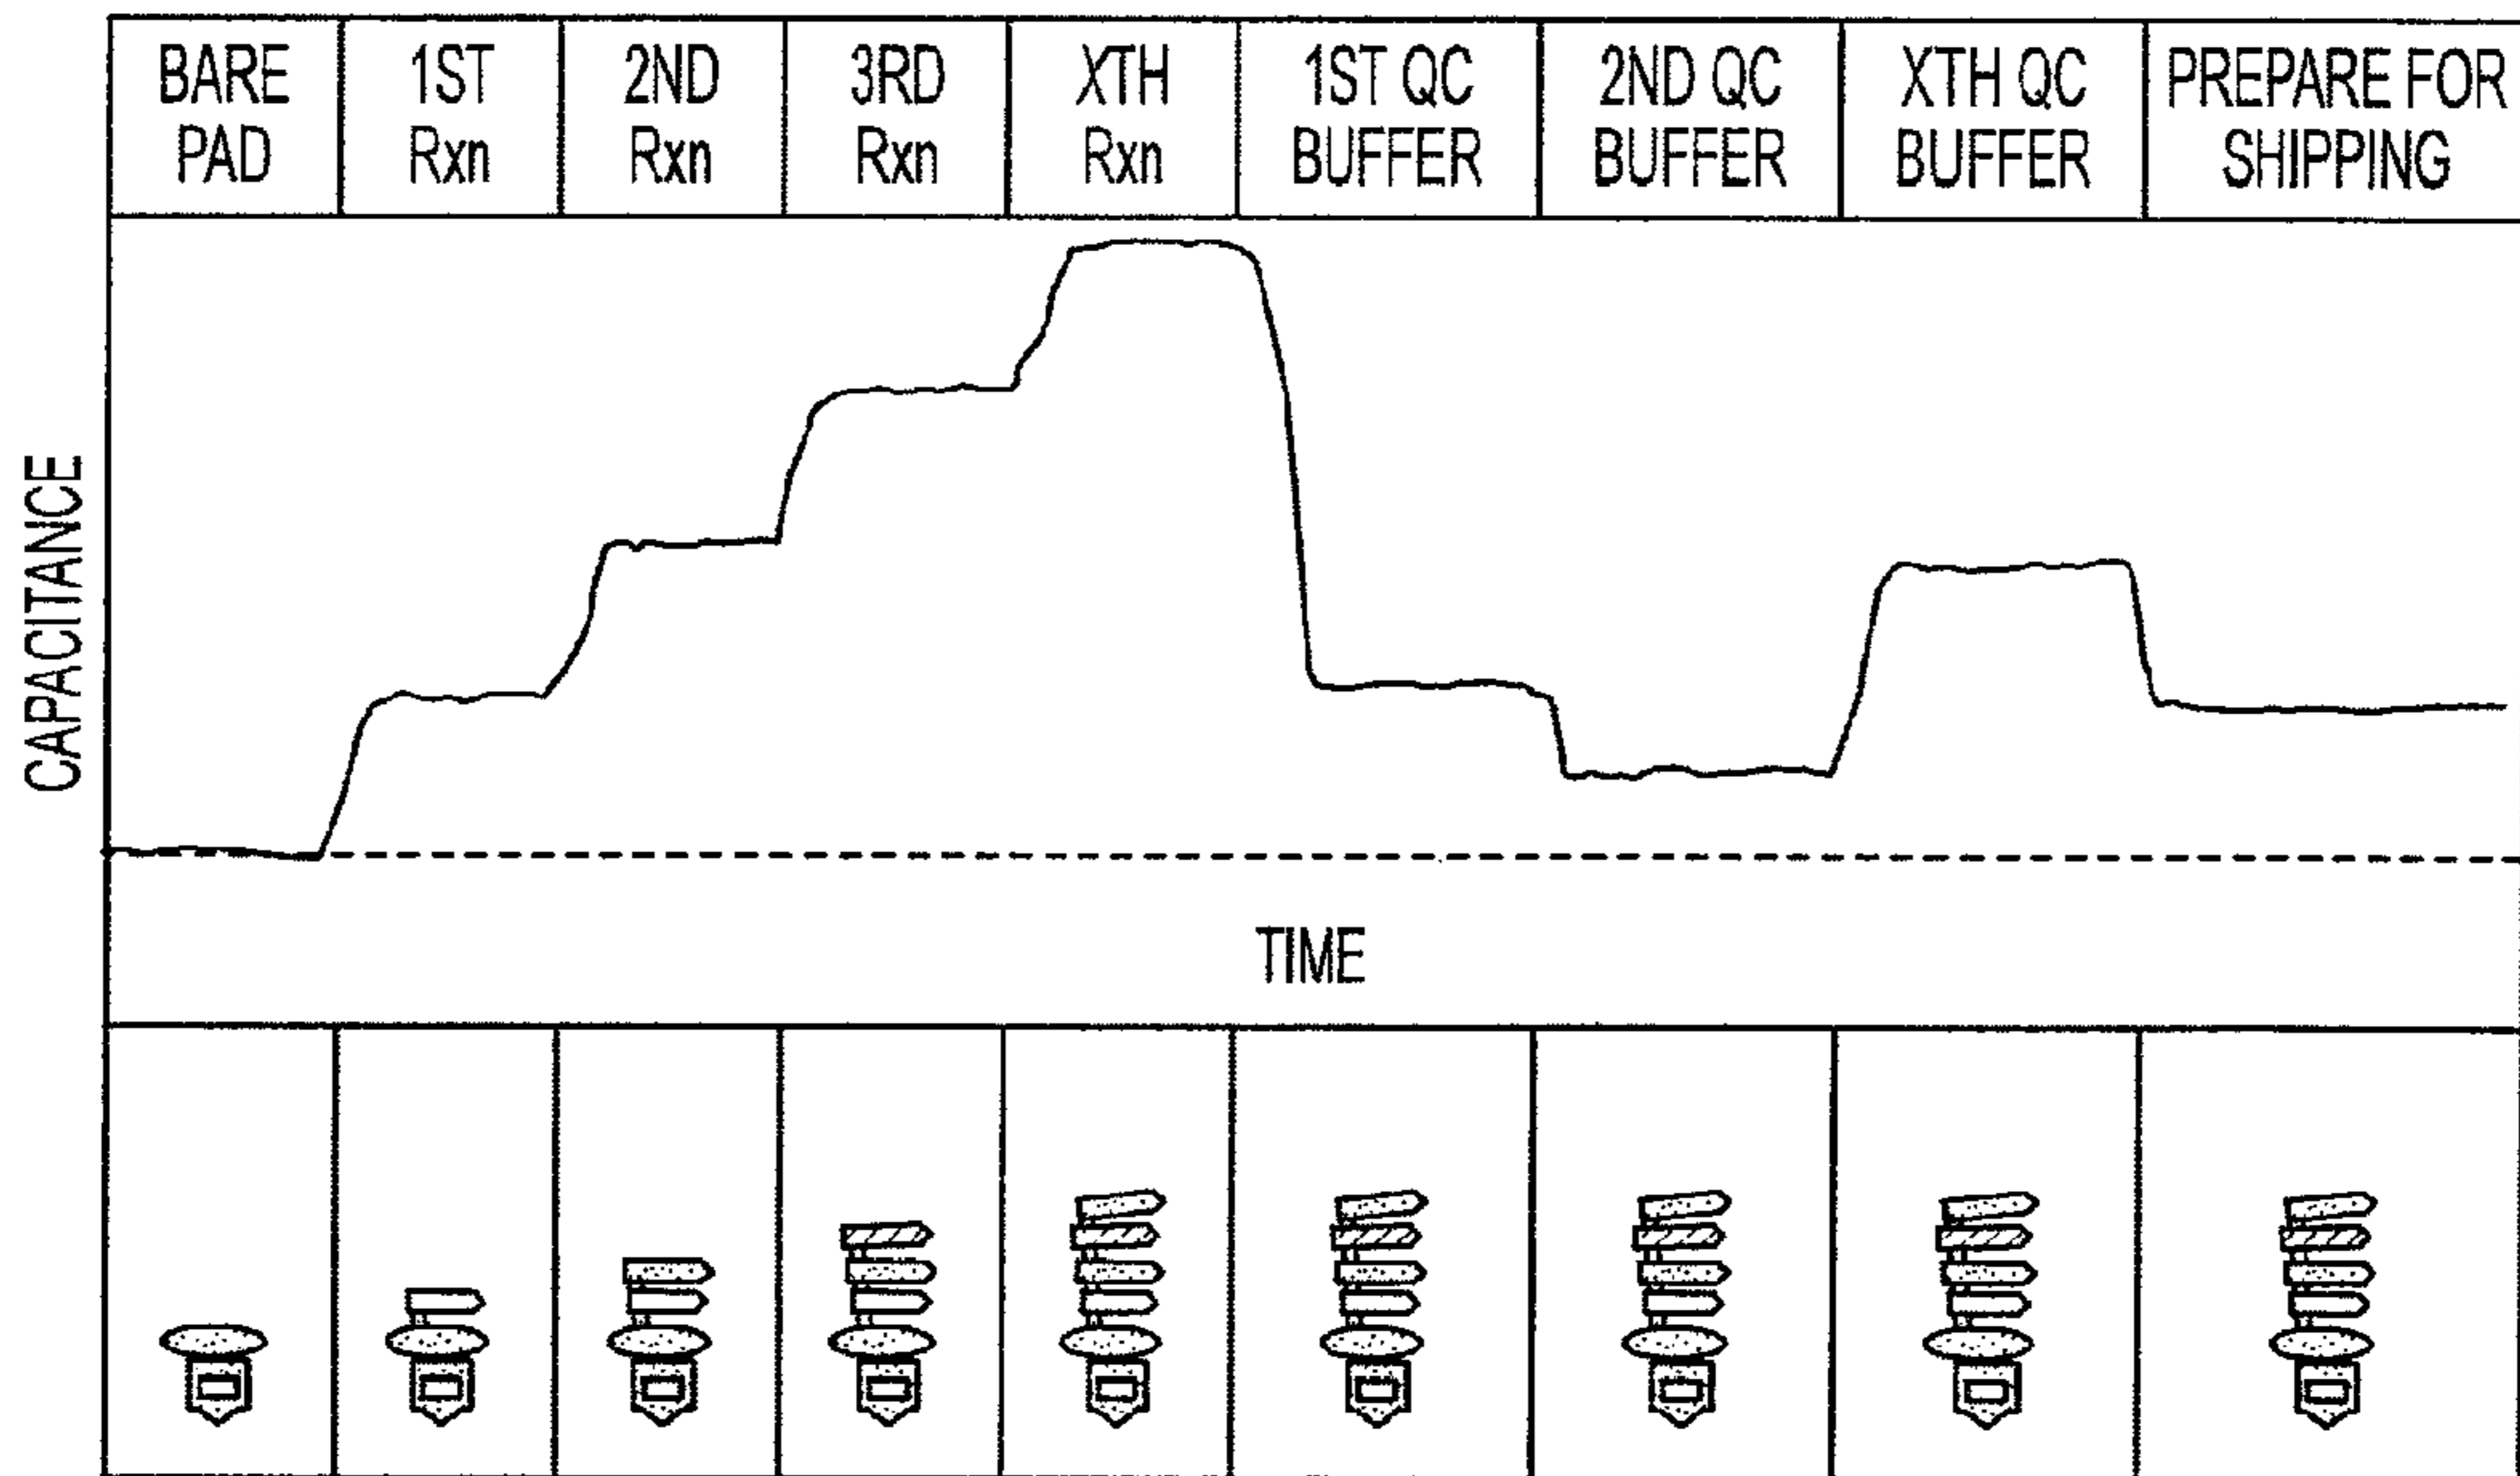 BARE
PAD
1ST
Rxn
2ND
Rxn
3RD
Rxn
XTH
Rxn
1ST QC
BUFFER
2ND QC
BUFFER
XTH QC
BUFFER
PREPARE FOR
SHIPPING
CAPACITANCE
TIME